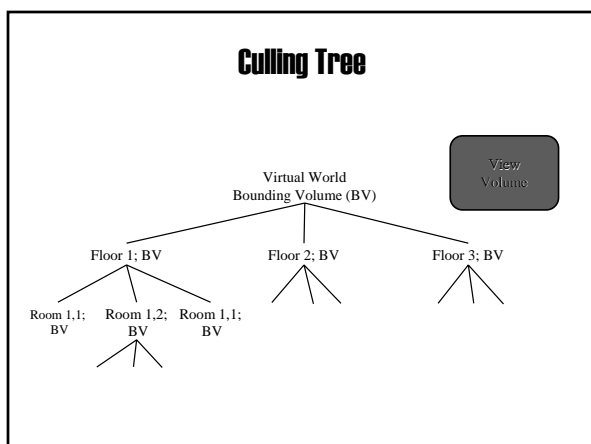 Culling Tree
View
Volume
Virtual World
Bounding Volume (BV)
Floor 1; BV
Floor 2; BV
Floor 3; BV
Room 1,1;
BV
Room 1,2;
BV
Room 1,1;
BV